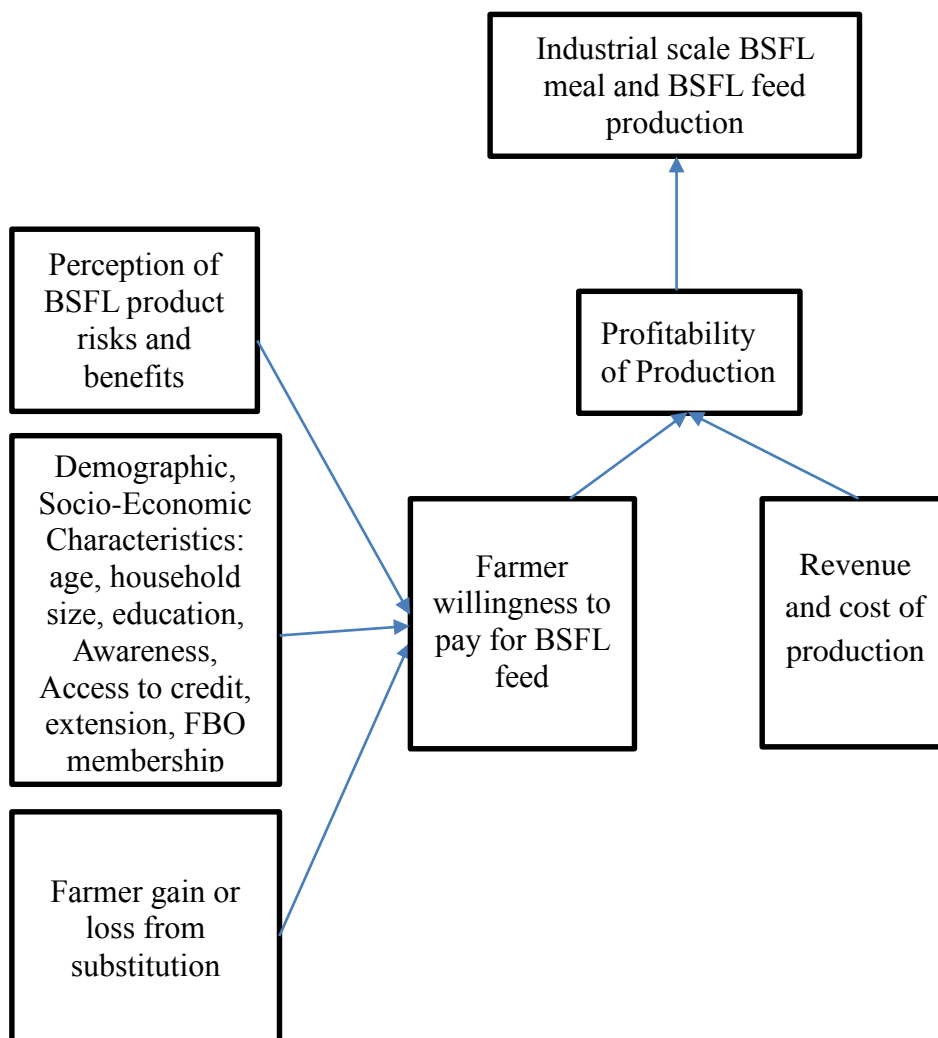 Industrial scale BSFL
meal and BSFL feed
production
Perception of
BSFL product
risks and
benefits
Profitability
of Production
Demographic,
Socio-Economic
Characteristics:
age, household
size, education,
Awareness,
Access to credit,
extension, FBO
membership
Farmer
willingness to
pay for BSFL
feed
Revenue
and cost of
production
Farmer gain or
loss from
substitution